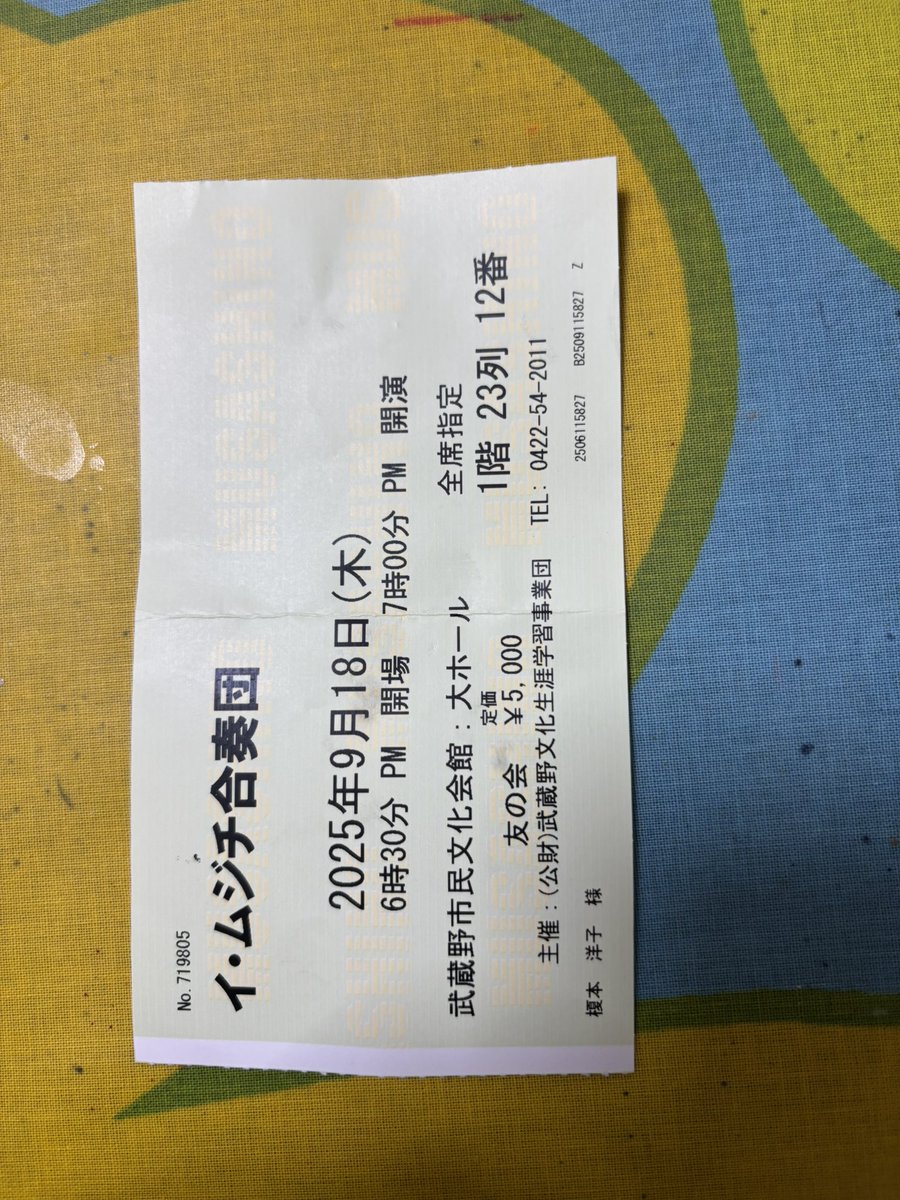 No. 719805
イ・ムジチ合奏団
2025年9月18日(木)
6時30分 PM 開場 7時00分 PM 開演
武蔵野市民文化会館:大ホール 全席指定
定価
友の会 ¥5,000 1階 23列 12番
主催:(公財)武蔵野文化生涯学習事業団 TEL: 0422-54-2011
榎本 洋子 様 2506115827 B2509115827 Z